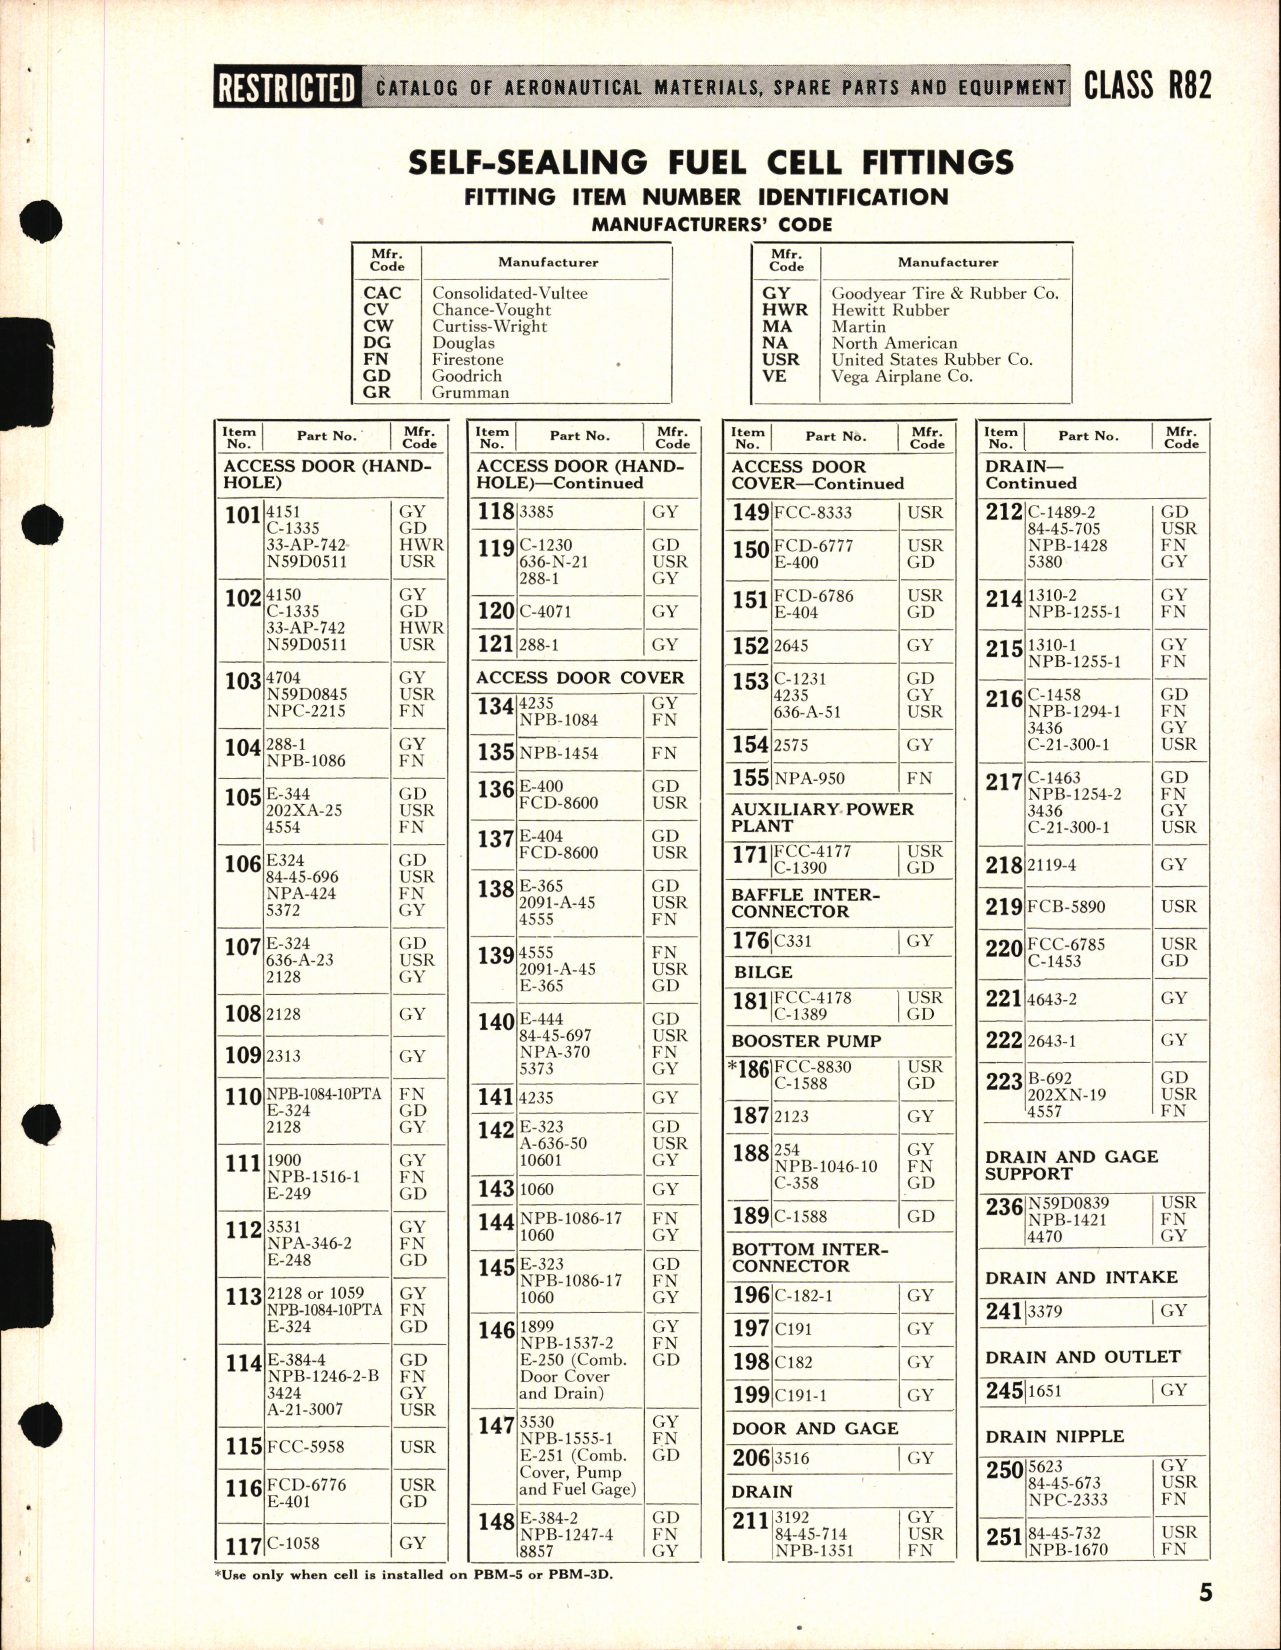 RESTRICTED CATALOG OF AERONAUTICAL MATERIALS, SPARE PARTS AND EQUIPMENT CLASS R82
SELF-SEALING FUEL CELL FITTINGS
FITTING ITEM NUMBER IDENTIFICATION
MANUFACTURERS' CODE
Mfr. Code Manufacturer
CAC Consolidated-Vultee
CV Chance-Vought
CW Curtiss-Wright
DG Douglas
FN Firestone
GD Goodrich
GR Grumman
Mfr. Code Manufacturer
GY Goodyear Tire & Rubber Co.
HWR Hewitt Rubber
MA Martin
NA North American
USR United States Rubber Co.
VE Vega Airplane Co.
Item No. Part No. Mfr. Code
ACCESS DOOR (HAND-
HOLE)
101 4151 GY
C-1335 GD
33-AP-742 HWR
N59D0511 USR
102 4150 GY
C-1335 GD
33-AP-742 HWR
N59D0511 USR
103 4704 GY
N59D0845 USR
NPC-2215 FN
104 288-1 GY
NPB-1086 FN
105 E-344 GD
202XA-25 USR
4554 FN
106 E324 GD
84-45-696 USR
NPA-424 FN
5372 GY
107 E-324 GD
636-A-23 USR
2128 GY
108 2128 GY
109 2313 GY
110 NPB-1084-10PTA FN
E-324 GD
2128 GY
111 1900 GY
NPB-1516-1 FN
E-249 GD
112 3531 GY
NPA-346-2 FN
E-248 GD
113 2128 or 1059 GY
NPB-1084-10PTA FN
E-324 GD
114 E-384-4 GD
NPB-1246-2-B FN
3424 GY
A-21-3007 USR
115 FCC-5958 USR
116 FCD-6776 USR
E-401 GD
117 C-1058 GY
Item No. Part No. Mfr. Code
ACCESS DOOR (HAND-
HOLE)—Continued
118 3385 GY
119 C-1230 GD
636-N-21 USR
288-1 GY
120 C-4071 GY
121 288-1 GY
ACCESS DOOR COVER
134 4235 GY
NPB-1084 FN
135 NPB-1454 FN
136 E-400 GD
FCD-8600 USR
137 E-404 GD
FCD-8600 USR
138 E-365 GD
2091-A-45 USR
4555 FN
139 4555 FN
2091-A-45 USR
E-365 GD
140 E-444 GD
84-45-697 USR
NPA-370 FN
5373 GY
141 4235 GY
142 E-323 GD
A-636-50 USR
10601 GY
143 1060 GY
144 NPB-1086-17 FN
1060 GY
145 E-323 GD
NPB-1086-17 FN
1060 GY
146 1899 GY
NPB-1537-2 FN
E-250 (Comb. GD
Door Cover
and Drain)
147 3530 GY
NPB-1555-1 FN
E-251 (Comb. GD
Cover, Pump
and Fuel Gage)
148 E-384-2 GD
NPB-1247-4 FN
8857 GY
Item No. Part No. Mfr. Code
ACCESS DOOR
COVER—Continued
149 FCC-8333 USR
150 FCD-6777 USR
E-400 GD
151 FCD-6786 USR
E-404 GD
152 2645 GY
153 C-1231 GD
4235 GY
636-A-51 USR
154 2575 GY
155 NPA-950 FN
AUXILIARY POWER
PLANT
171 FCC-4177 USR
C-1390 GD
BAFFLE INTER-
CONNECTOR
176 C331 GY
BILGE
181 FCC-4178 USR
C-1389 GD
BOOSTER PUMP
*186 FCC-8830 USR
C-1588 GD
187 2123 GY
188 254 GY
NPB-1046-10 FN
C-358 GD
189 C-1588 GD
BOTTOM INTER-
CONNECTOR
196 C-182-1 GY
197 C191 GY
198 C182 GY
199 C191-1 GY
DOOR AND GAGE
206 3516 GY
DRAIN
211 3192 GY
84-45-714 USR
NPB-1351 FN
Item No. Part No. Mfr. Code
DRAIN—
Continued
212 C-1489-2 GD
84-45-705 USR
NPB-1428 FN
5380 GY
214 1310-2 GY
NPB-1255-1 FN
215 1310-1 GY
NPB-1255-1 FN
216 C-1458 GD
NPB-1294-1 FN
3436 GY
C-21-300-1 USR
217 C-1463 GD
NPB-1254-2 FN
3436 GY
C-21-300-1 USR
218 2119-4 GY
219 FCB-5890 USR
220 FCC-6785 USR
C-1453 GD
221 4643-2 GY
222 2643-1 GY
223 B-692 GD
202XN-19 USR
4557 FN
DRAIN AND GAGE
SUPPORT
236 N59D0839 USR
NPB-1421 FN
4470 GY
DRAIN AND INTAKE
241 3379 GY
DRAIN AND OUTLET
245 1651 GY
DRAIN NIPPLE
250 5623 GY
84-45-673 USR
NPC-2333 FN
251 84-45-732 USR
NPB-1670 FN
*Use only when cell is installed on PBM-5 or PBM-3D.
5